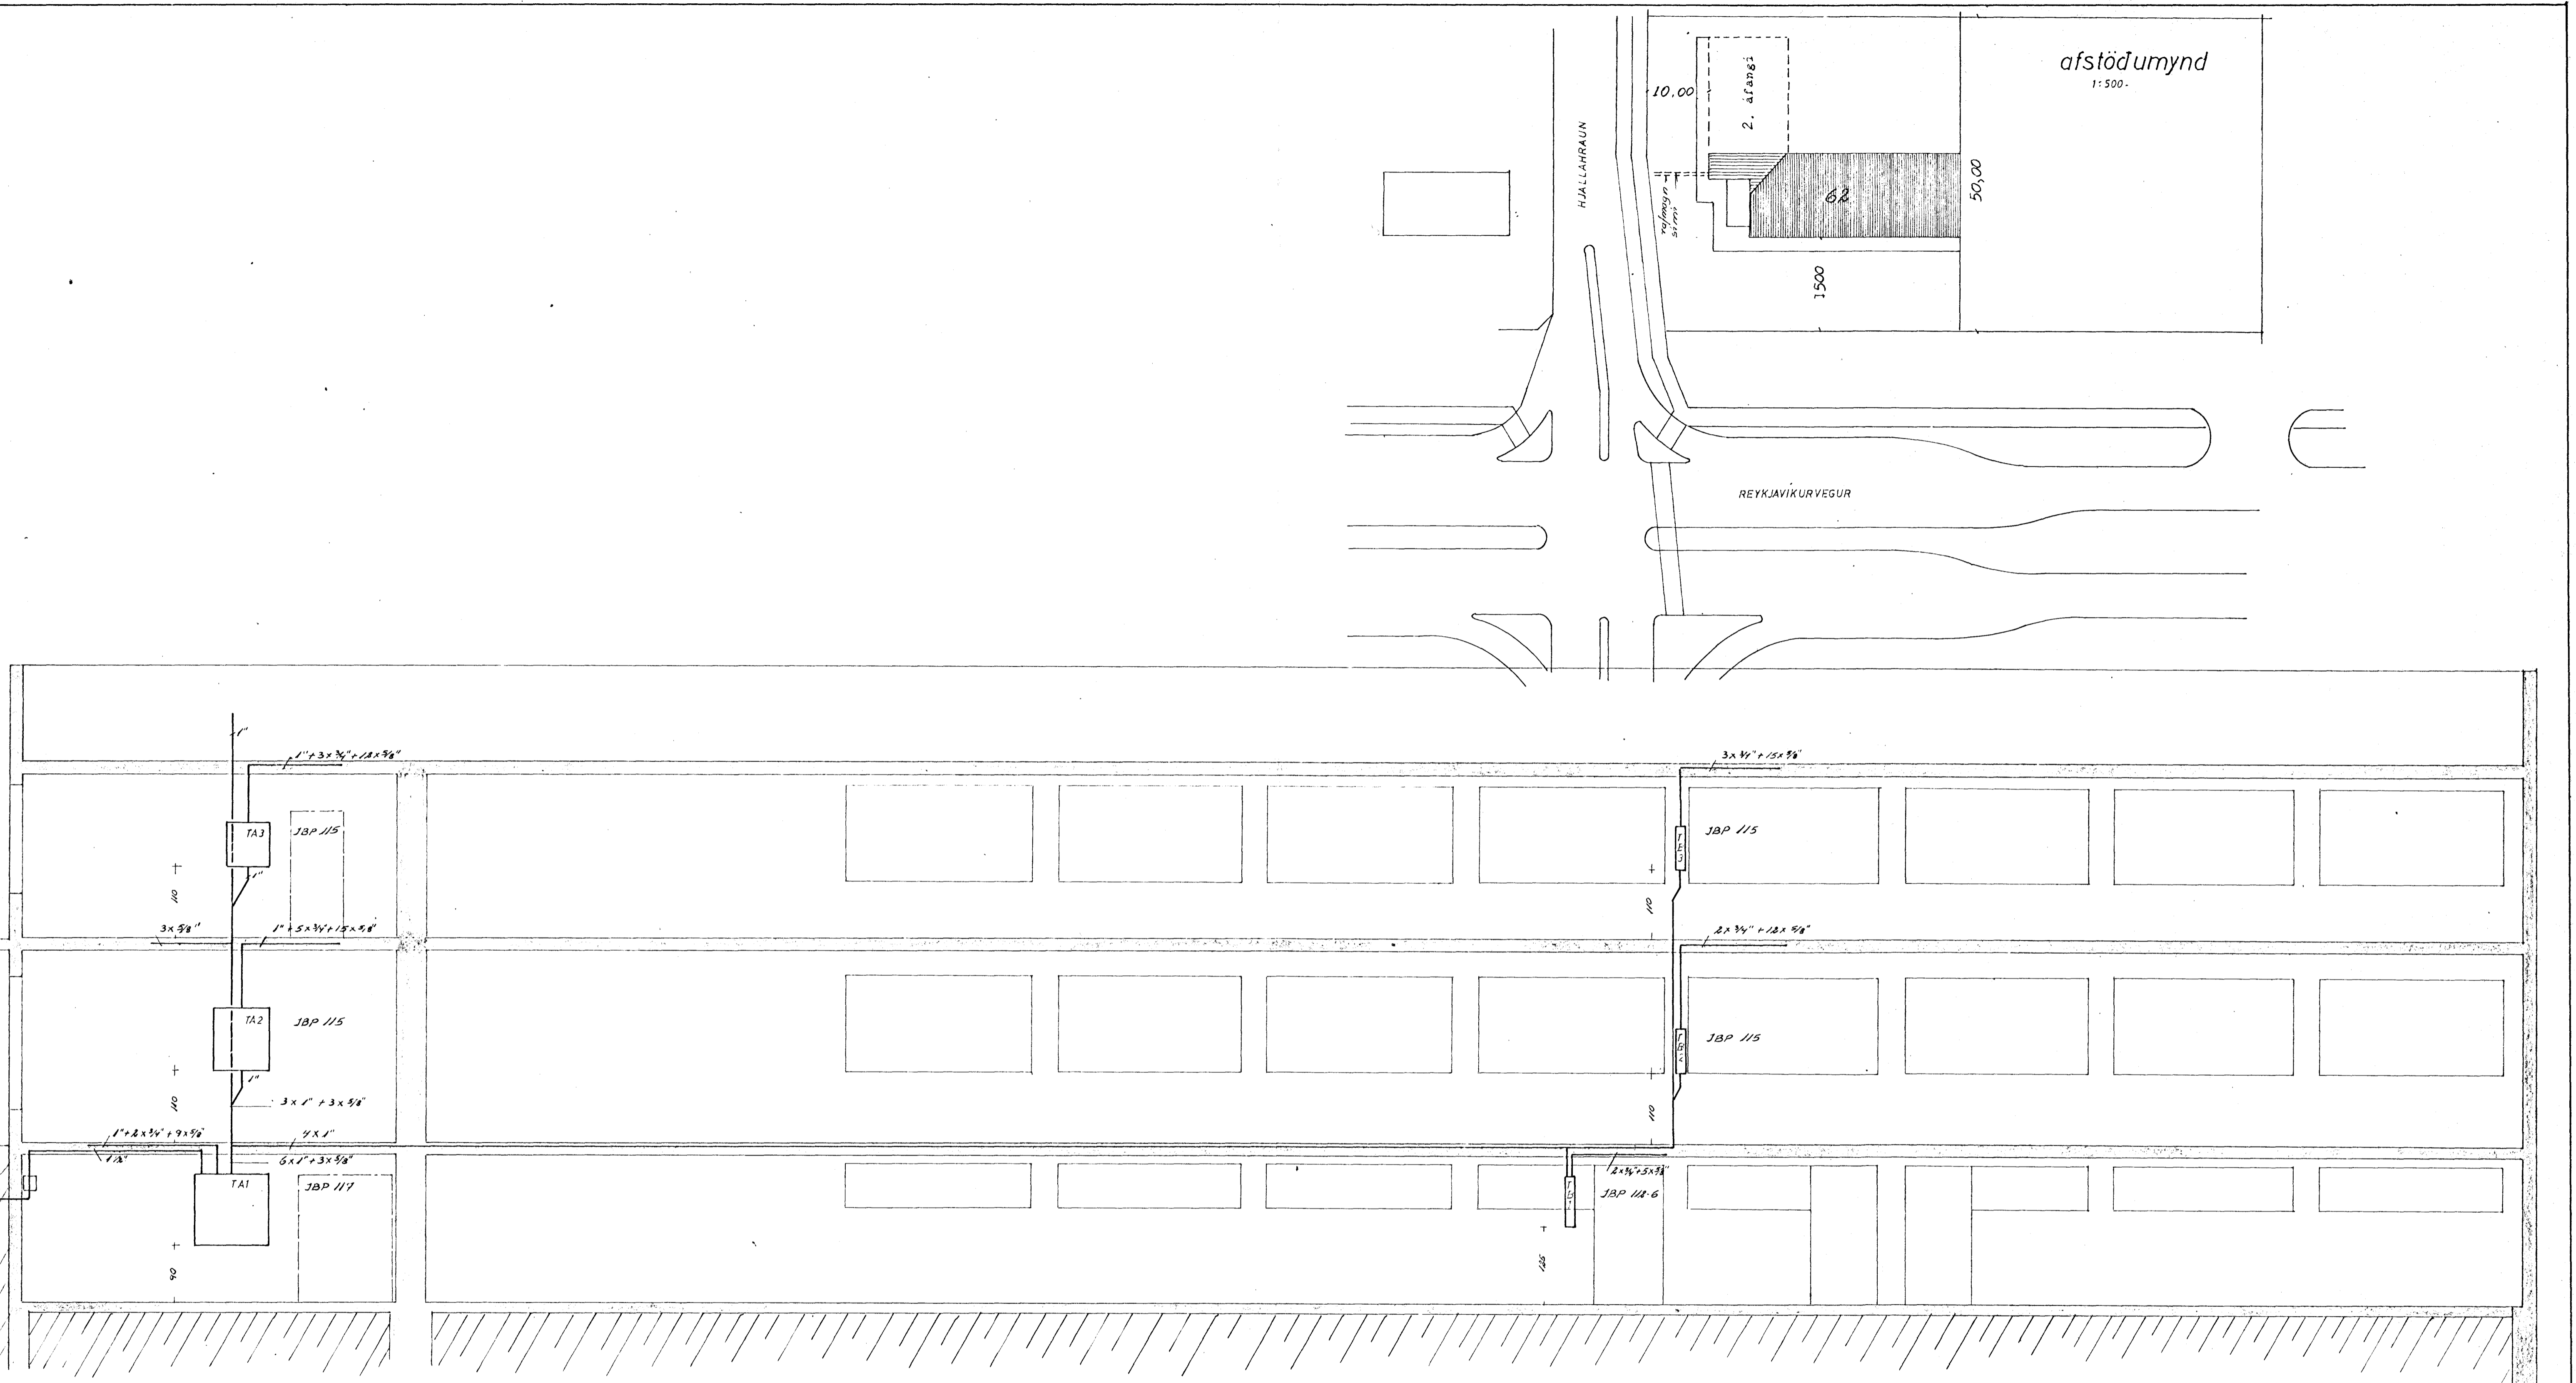 afstöðumynd
1:500.
10.00
2. áfangi
HJALLAHRAUN
62
50,00
1500
REYKJAVÍKURVEGUR
1"
1" + 3 x 3/4" + 12 x 5/8"
3 x 3/4" + 15 x 5/8"
TA3
JBP 115
TB3
JBP 115
1"
110
110
3 x 5/8"
1" + 5 x 3/4" + 15 x 5/8"
2 x 3/4" + 12 x 5/8"
TA2
JBP 115
TB2
JBP 115
1"
110
3 x 1" + 3 x 5/8"
110
1" + 2 x 3/4" + 9 x 5/8"
4 x 1"
6 x 1" + 3 x 5/8"
2 x 3/4" + 5 x 5/8"
TA1
JBP 117
TB1
JBP 112-6
90
125